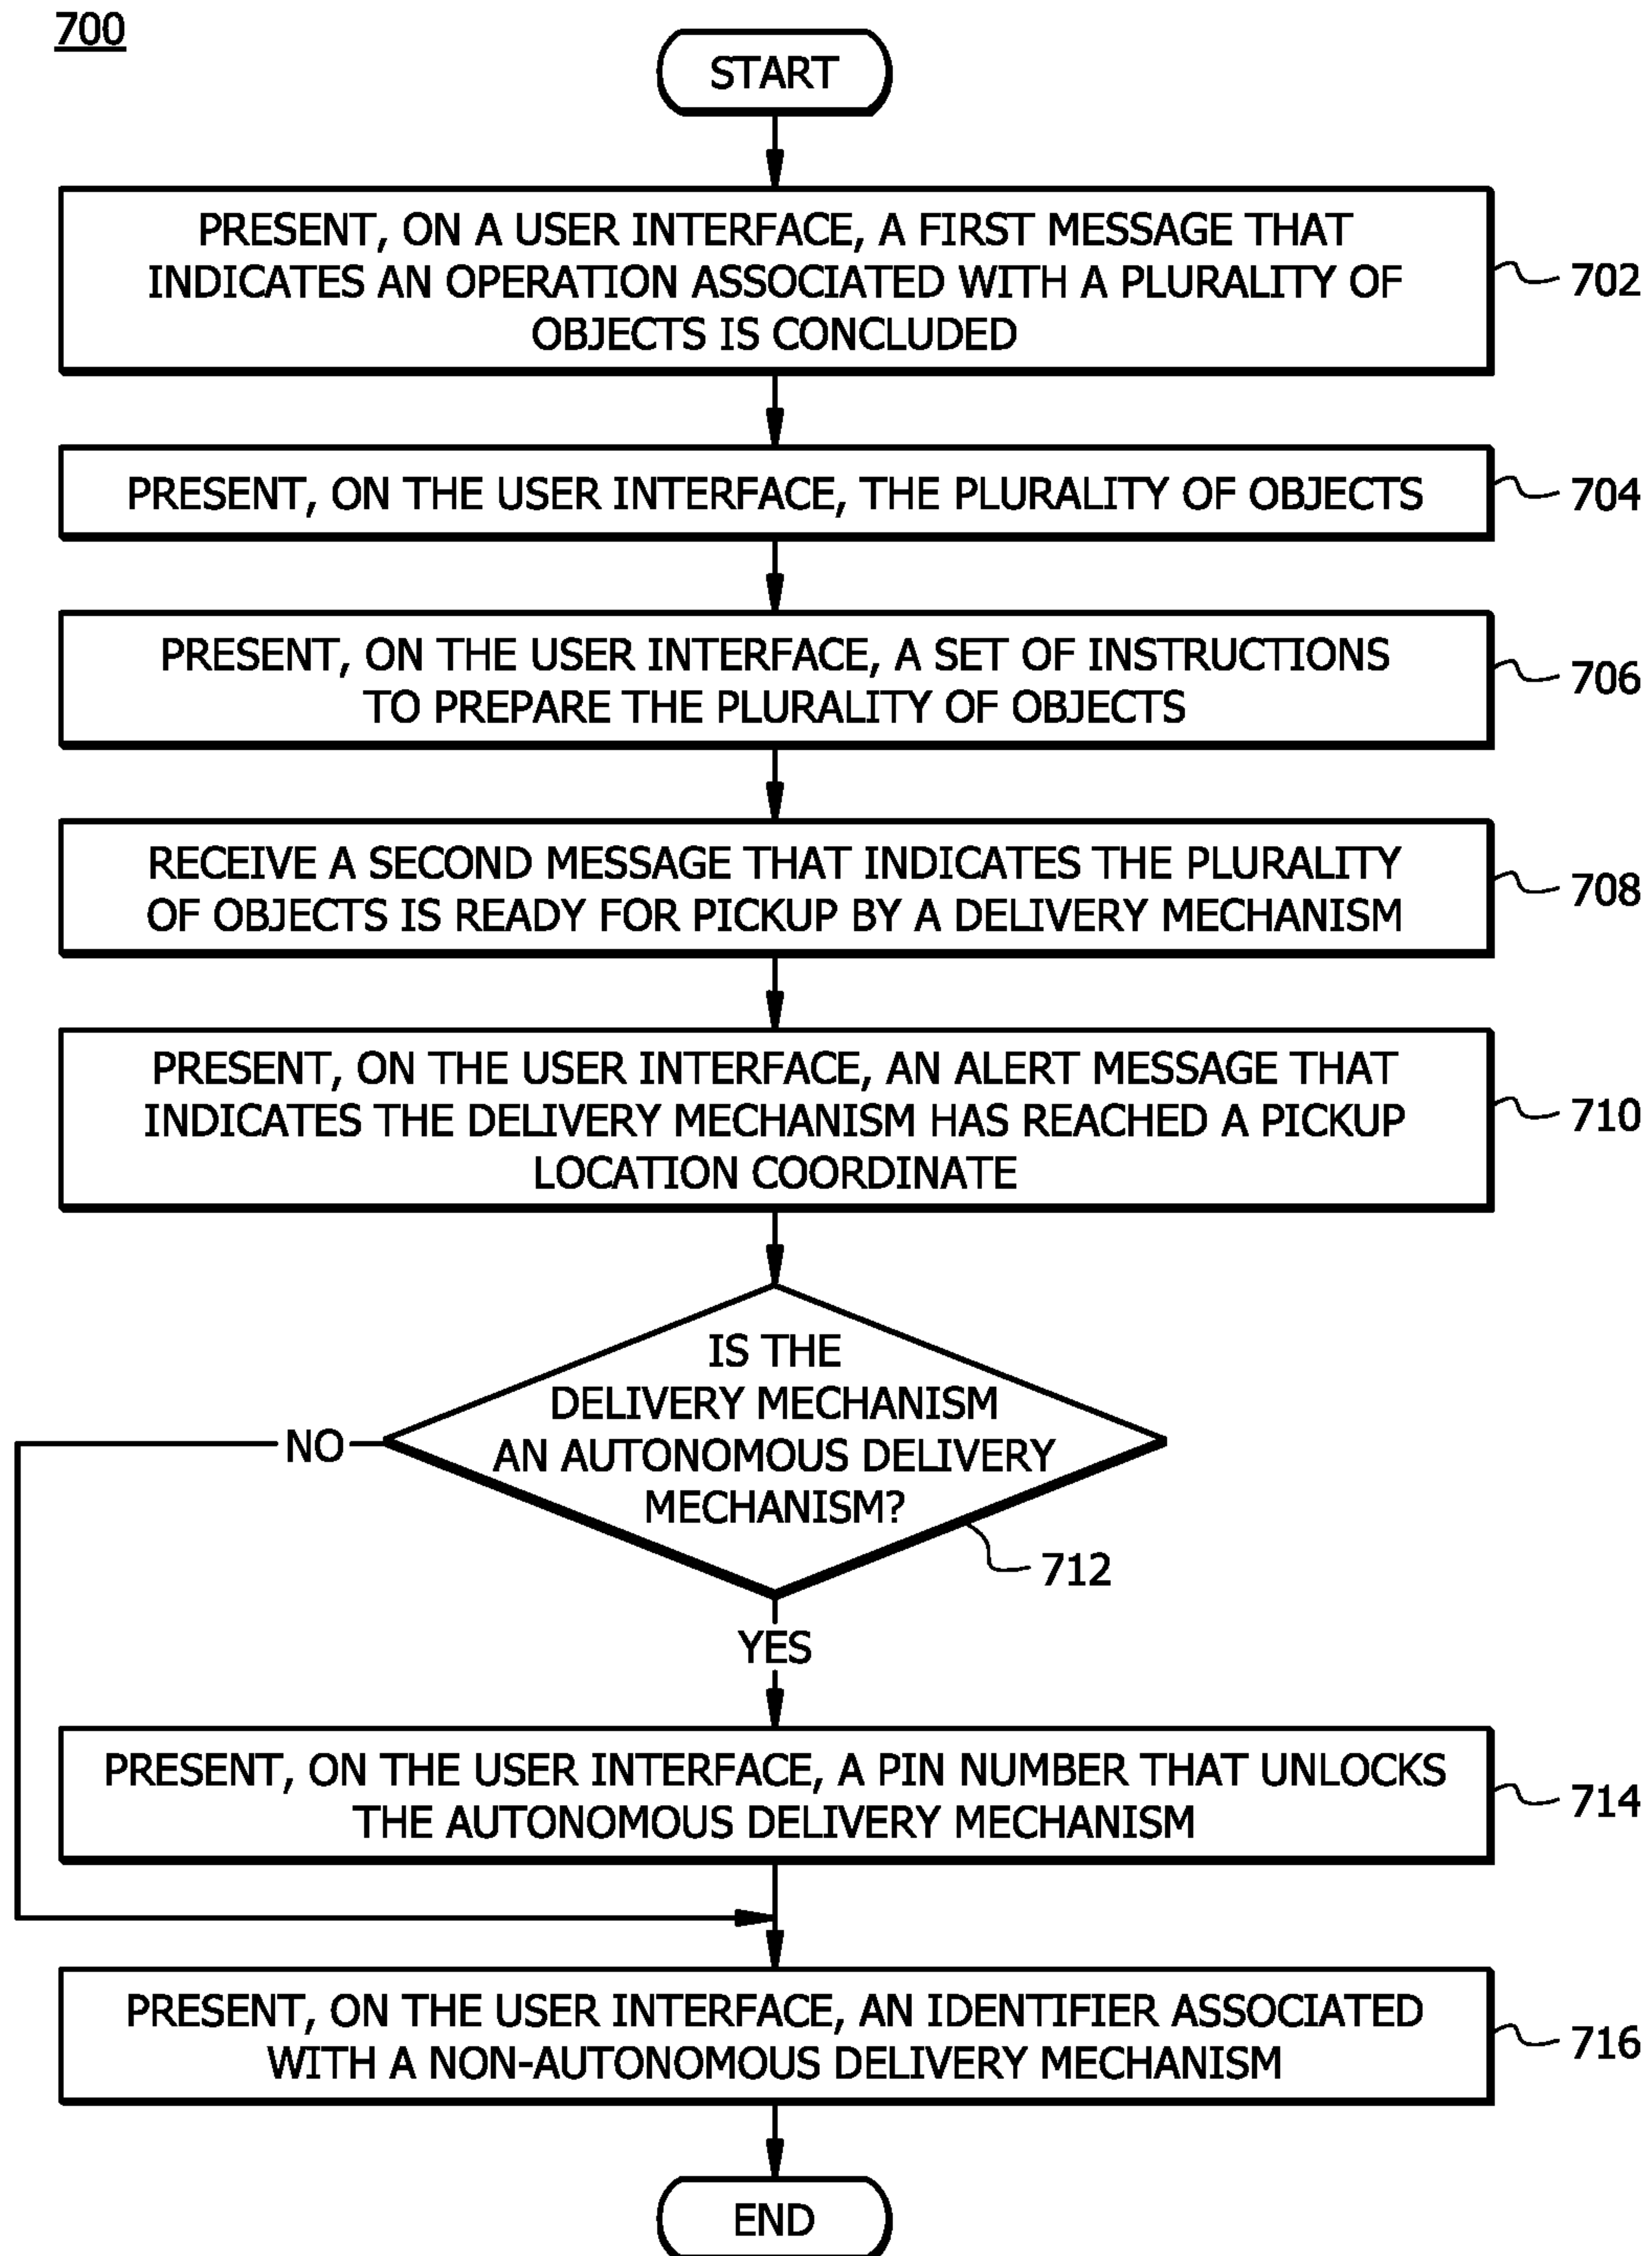 700
START
PRESENT, ON A USER INTERFACE, A FIRST MESSAGE THAT
INDICATES AN OPERATION ASSOCIATED WITH A PLURALITY OF
OBJECTS IS CONCLUDED
702
PRESENT, ON THE USER INTERFACE, THE PLURALITY OF OBJECTS
704
PRESENT, ON THE USER INTERFACE, A SET OF INSTRUCTIONS
TO PREPARE THE PLURALITY OF OBJECTS
706
RECEIVE A SECOND MESSAGE THAT INDICATES THE PLURALITY
OF OBJECTS IS READY FOR PICKUP BY A DELIVERY MECHANISM
708
PRESENT, ON THE USER INTERFACE, AN ALERT MESSAGE THAT
INDICATES THE DELIVERY MECHANISM HAS REACHED A PICKUP
LOCATION COORDINATE
710
IS THE
DELIVERY MECHANISM
AN AUTONOMOUS DELIVERY
MECHANISM?
NO
712
YES
PRESENT, ON THE USER INTERFACE, A PIN NUMBER THAT UNLOCKS
THE AUTONOMOUS DELIVERY MECHANISM
714
PRESENT, ON THE USER INTERFACE, AN IDENTIFIER ASSOCIATED
WITH A NON-AUTONOMOUS DELIVERY MECHANISM
716
END